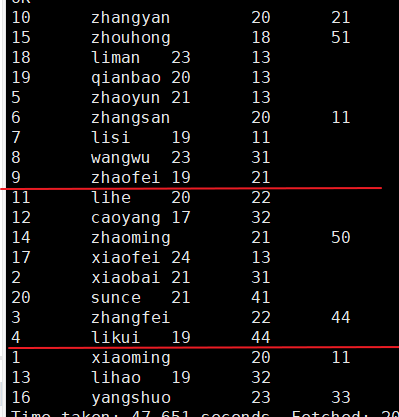 OK
10 zhangyan 20 21
15 zhouhong 18 51
18 liman 23 13
19 qianbao 20 13
5 zhaoyun 21 13
6 zhangsan 20 11
7 lisi 19 11
8 wangwu 23 31
9 zhaofei 19 21
11 lihe 20 22
12 caoyang 17 32
14 zhaoming 21 50
17 xiaofei 24 13
2 xiaobai 21 31
20 sunce 21 41
3 zhangfei 22 44
4 likui 19 44
1 xiaoming 20 11
13 lihao 19 32
16 yangshuo 23 33
Time taken: 47.651 seconds, Fetched: 20